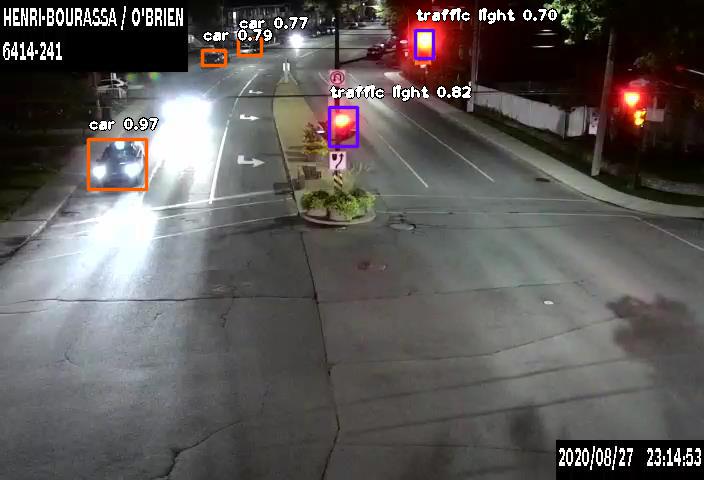 HENRI-BOURASSA / O'BRIEN
6414-241
car 0.77
car 0.79
traffic light 0.70
traffic light 0.82
car 0.97
2020/08/27 23:14:53